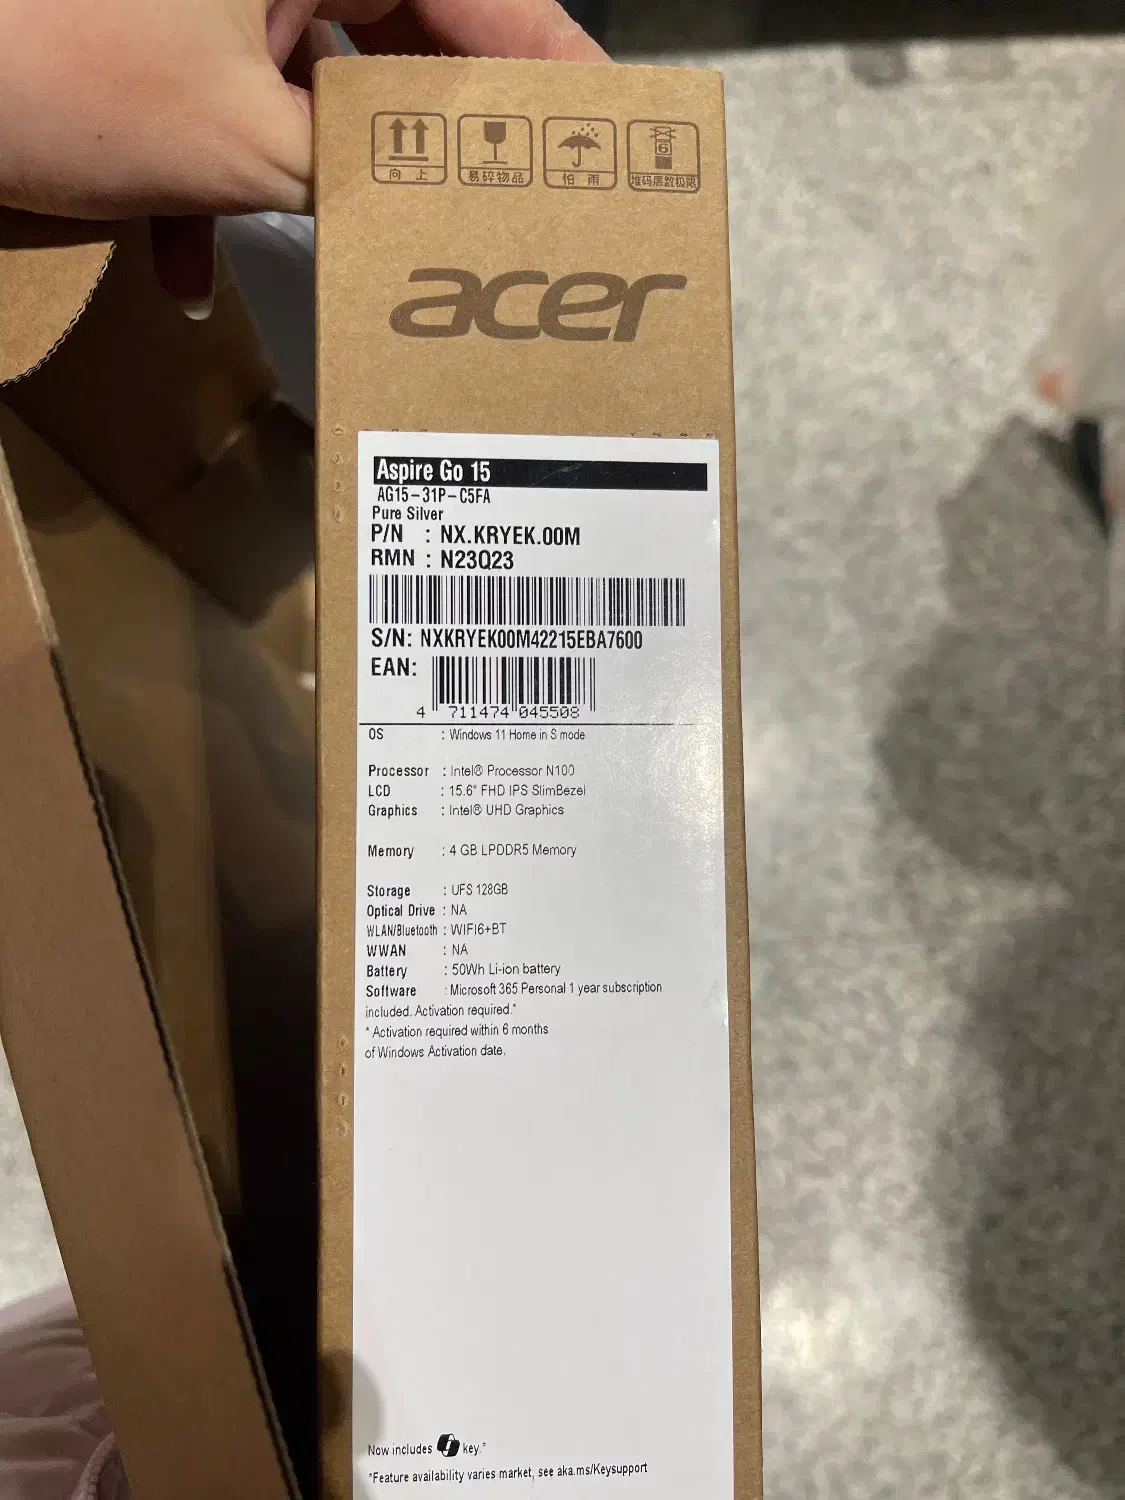 向 上
易碎物品
怕 雨
6
堆码层数极限
acer
Aspire Go 15
AG15-31P-C5FA
Pure Silver
P/N : NX.KRYEK.00M
RMN : N23Q23
S/N: NXKRYEK00M42215EBA7600
EAN:
4 711474 045508
OS : Windows 11 Home in S mode
Processor : Intel® Processor N100
LCD : 15.6" FHD IPS SlimBezel
Graphics : Intel® UHD Graphics
Memory : 4 GB LPDDR5 Memory
Storage : UFS 128GB
Optical Drive : NA
WLAN/Bluetooth : WIFI6+BT
WWAN : NA
Battery : 50Wh Li-ion battery
Software : Microsoft 365 Personal 1 year subscription
included. Activation required.*
* Activation required within 6 months
of Windows Activation date.
Now includes key.*
*Feature availability varies market, see aka.ms/Keysupport